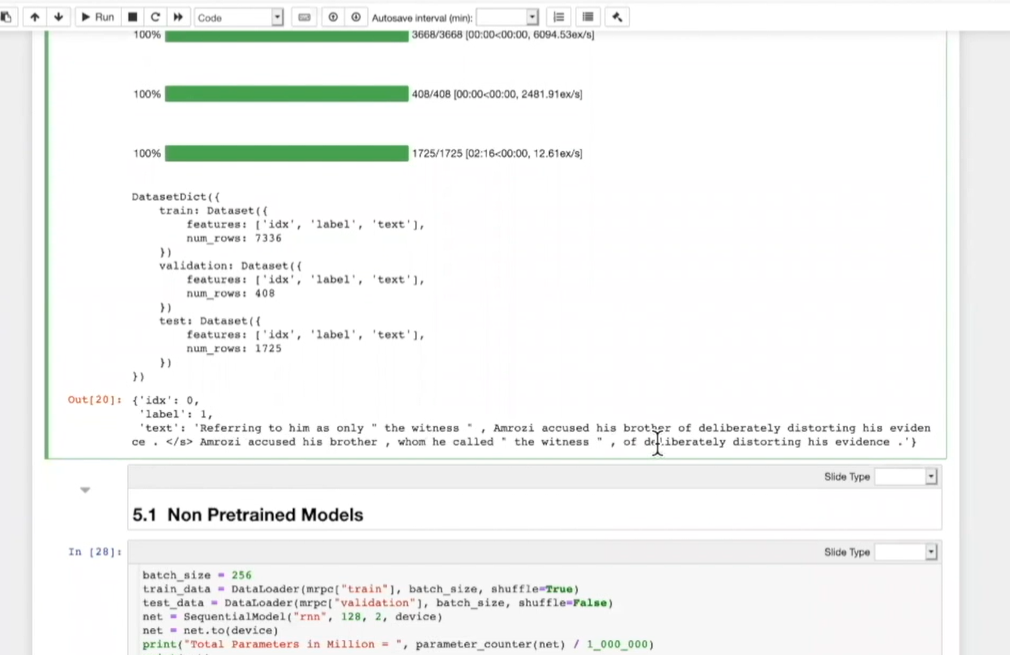 Run Code Autosave interval (min):
100% 3668/3668 [00:00<00:00, 6094.53ex/s]
100% 408/408 [00:00<00:00, 2481.91ex/s]
100% 1725/1725 [02:16<00:00, 12.61ex/s]
DatasetDict({
    train: Dataset({
        features: ['idx', 'label', 'text'],
        num_rows: 7336
    })
    validation: Dataset({
        features: ['idx', 'label', 'text'],
        num_rows: 408
    })
    test: Dataset({
        features: ['idx', 'label', 'text'],
        num_rows: 1725
    })
})
Out[20]: {'idx': 0,
 'label': 1,
 'text': 'Referring to him as only " the witness " , Amrozi accused his brother of deliberately distorting his eviden
ce . </s> Amrozi accused his brother , whom he called " the witness " , of deliberately distorting his evidence .'}
Slide Type
5.1 Non Pretrained Models
In [28]: Slide Type
batch_size = 256
train_data = DataLoader(mrpc["train"], batch_size, shuffle=True)
test_data = DataLoader(mrpc["validation"], batch_size, shuffle=False)
net = SequentialModel("rnn", 128, 2, device)
net = net.to(device)
print("Total Parameters in Million = ", parameter_counter(net) / 1_000_000)